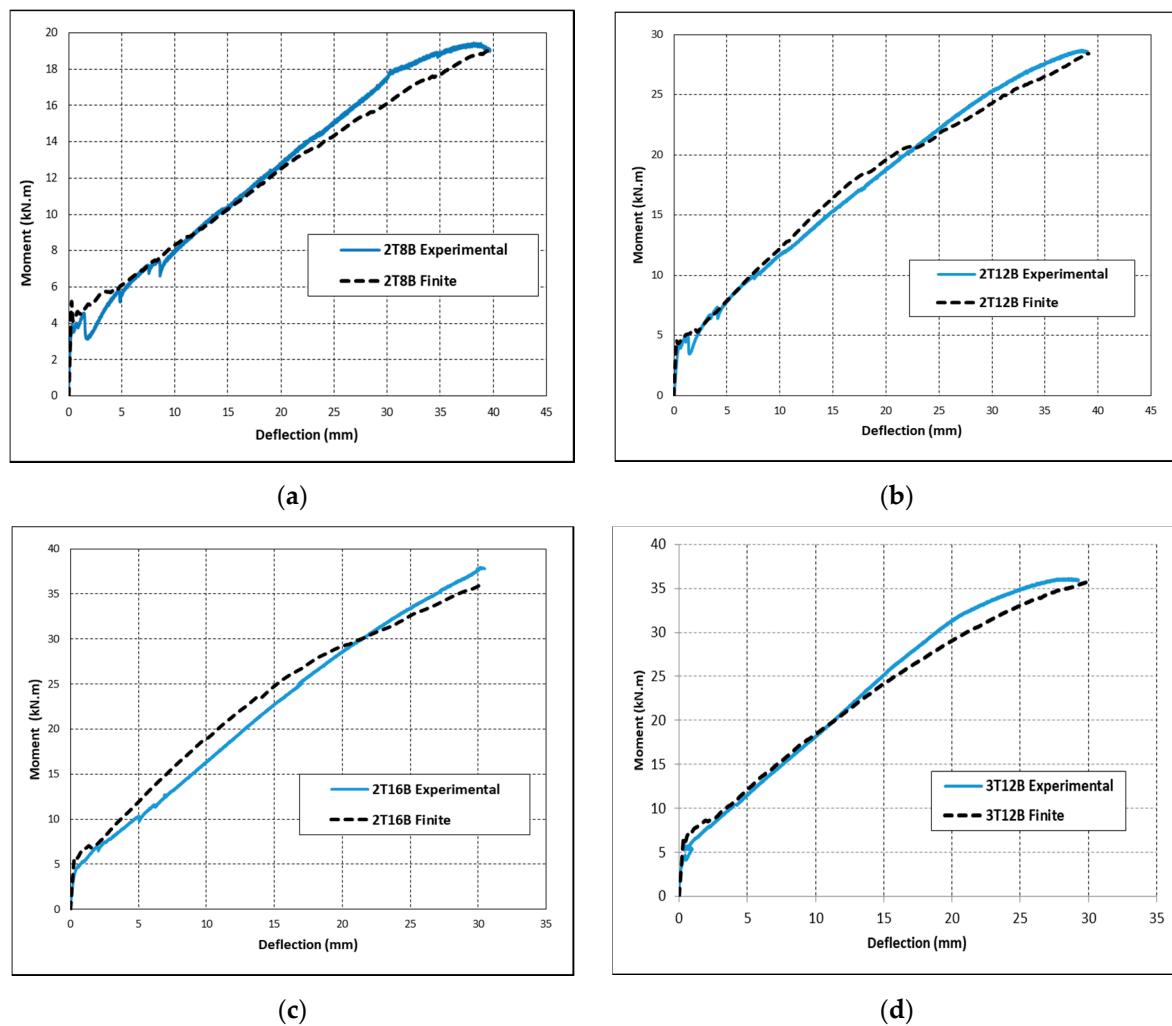 20
18
16
14
12
10
8
6
4
2
0
Moment (kN.m)
2T8B Experimental
2T8B Finite
0 5 10 15 20 25 30 35 40 45
Deflection (mm)
(a)
30
25
20
15
10
5
0
Moment (kN.m)
2T12B Experimental
2T12B Finite
0 5 10 15 20 25 30 35 40 45
Deflection (mm)
(b)
40
35
30
25
20
15
10
5
0
Moment (kN.m)
2T16B Experimental
2T16B Finite
0 5 10 15 20 25 30 35
Deflection (mm)
(c)
40
35
30
25
20
15
10
5
0
Moment (kN.m)
3T12B Experimental
3T12B Finite
0 5 10 15 20 25 30 35
Deflection (mm)
(d)